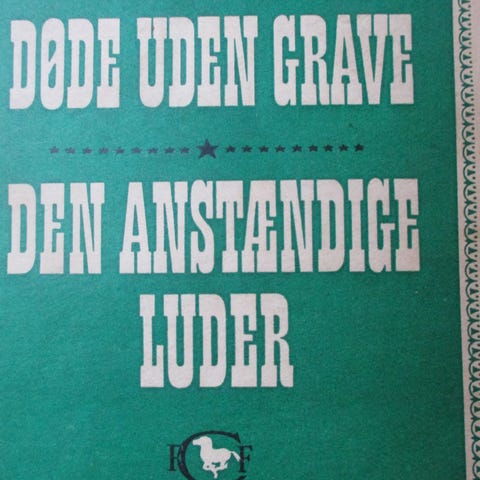 DØDE UDEN GRAVE
DEN ANSTÆNDIGE
LUDER
R C F